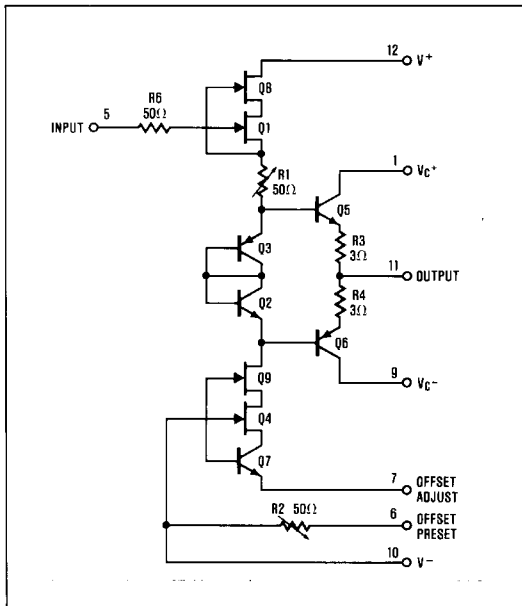 12
V+
Q8
R6
50Ω
5
INPUT
Q1
R1
50Ω
1
VC+
Q5
R3
3Ω
Q3
11
OUTPUT
Q2
R4
3Ω
Q6
9
VC−
Q9
Q4
Q7
7
OFFSET
ADJUST
R2 50Ω
6
OFFSET
PRESET
10
V−